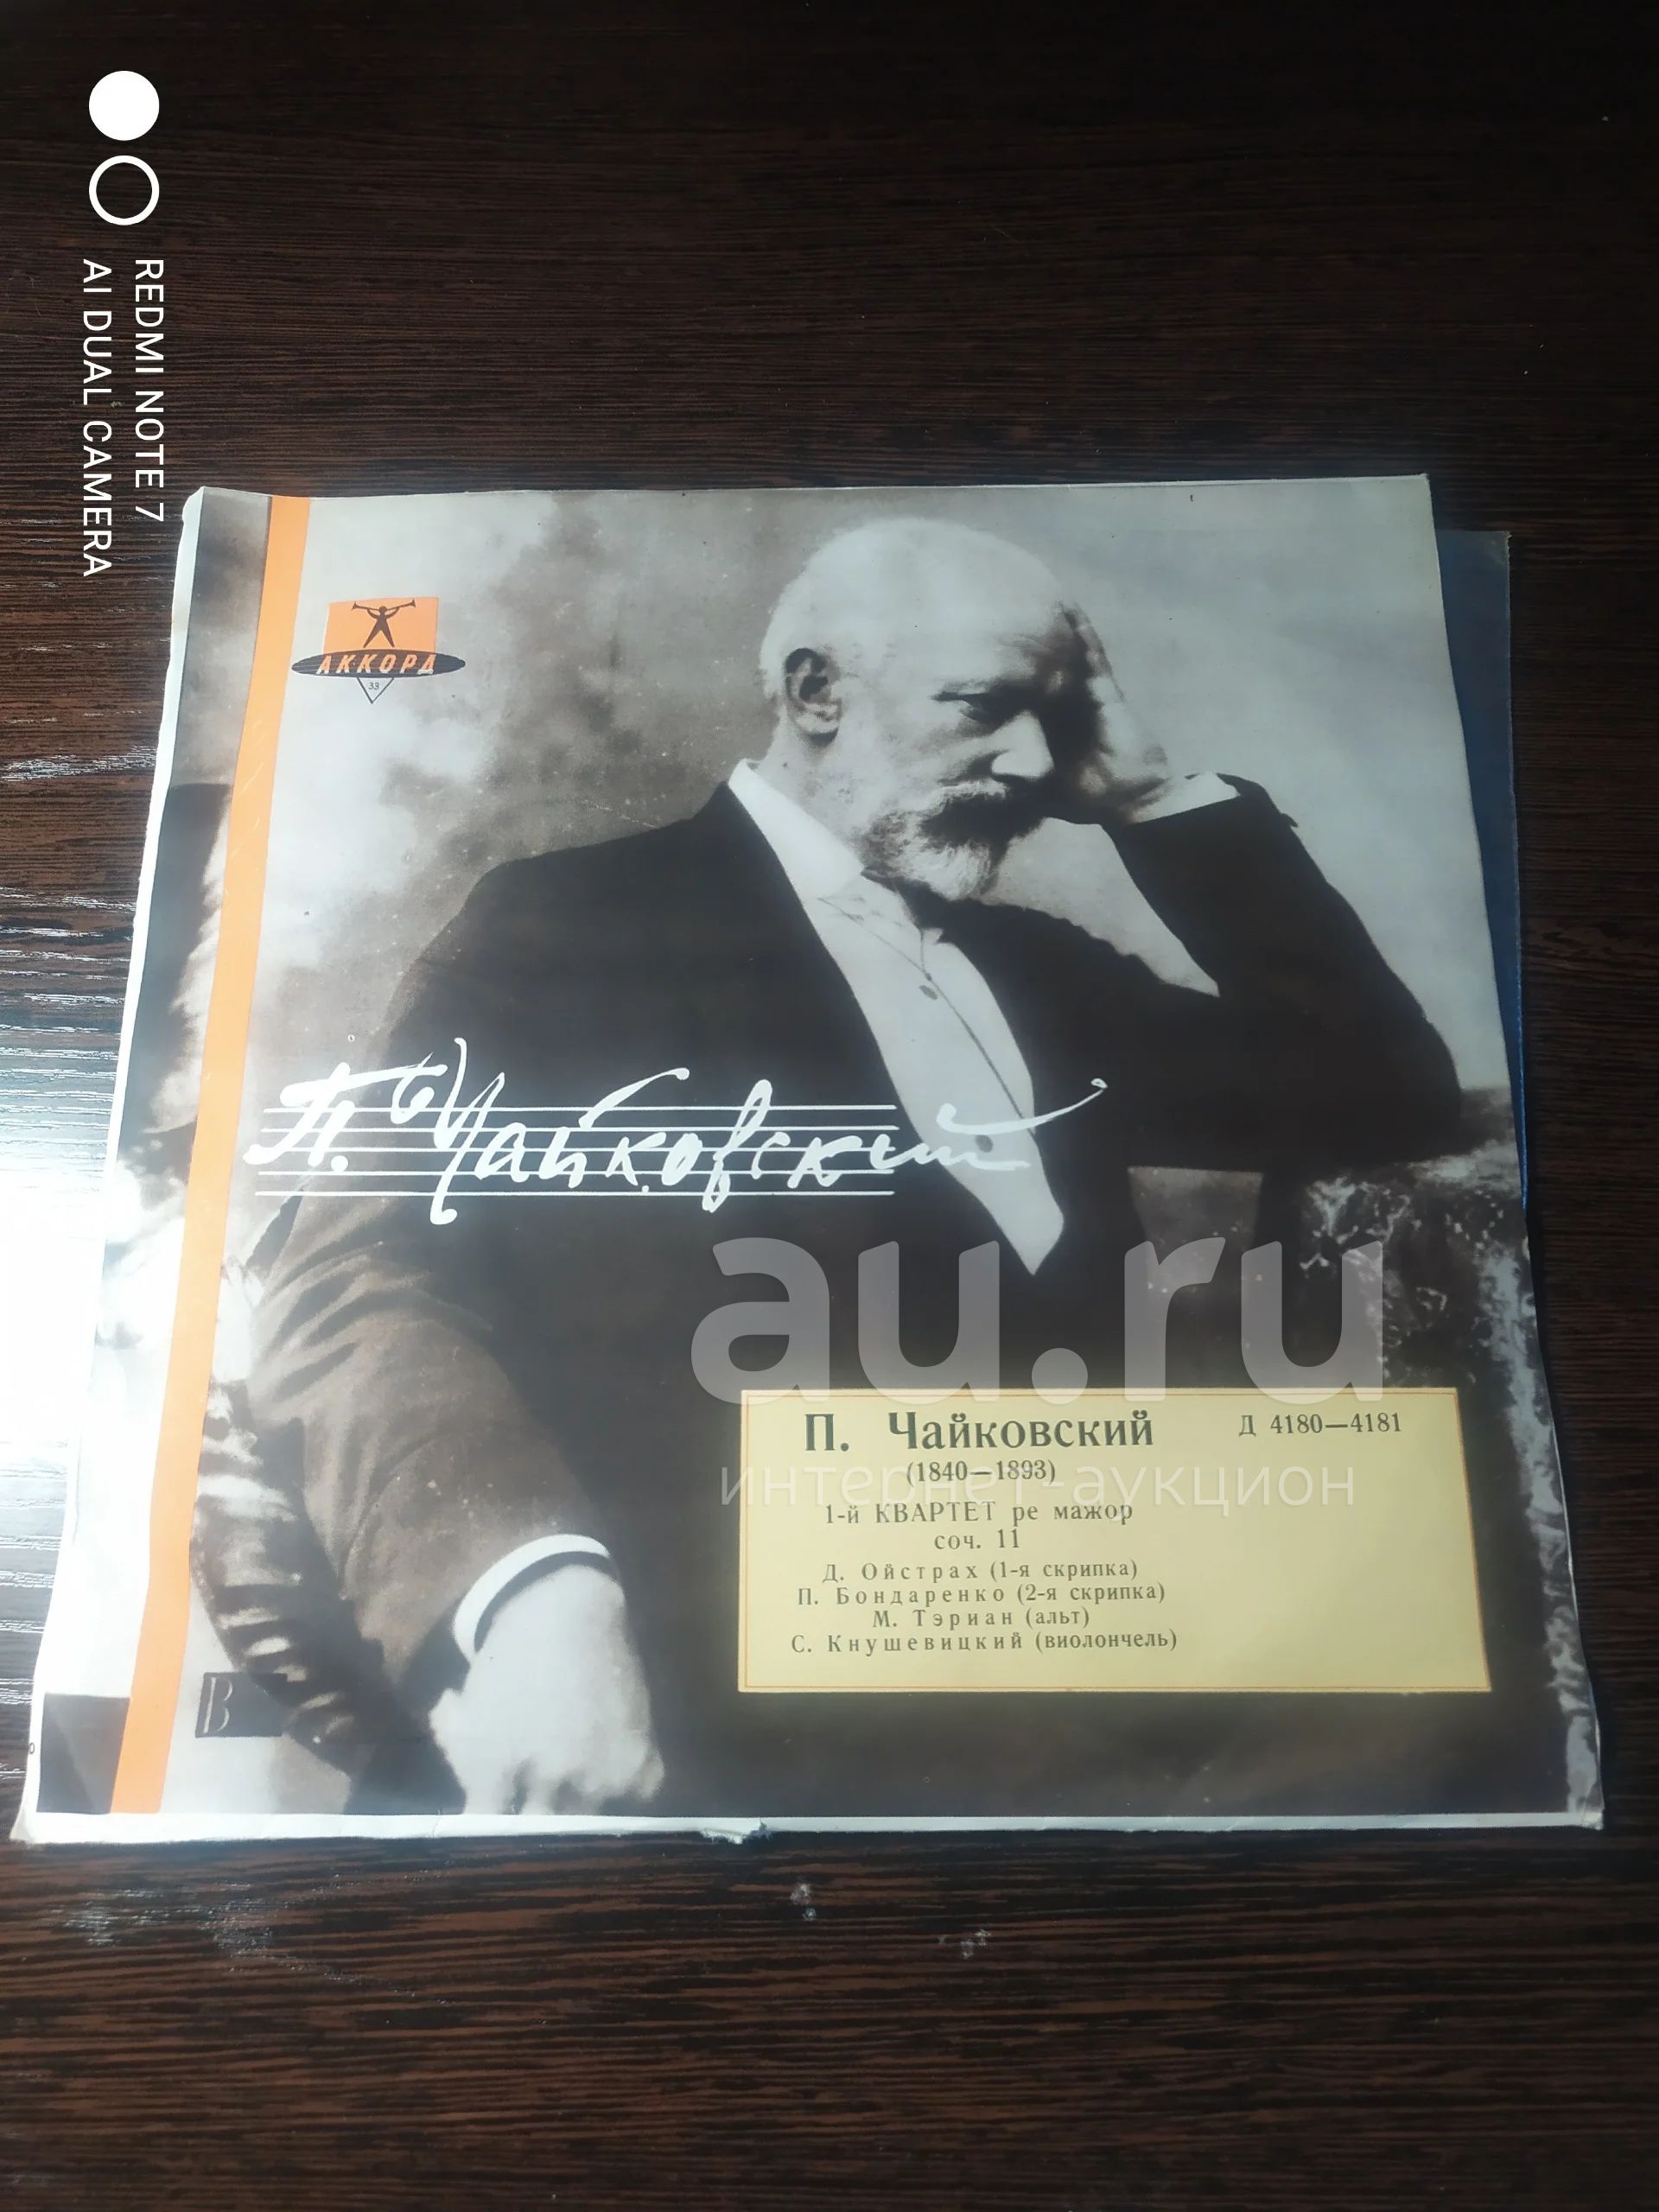 REDMI NOTE 7
AI DUAL CAMERA
АККОРД
33
П. Чайковский
au.ru
интернет-аукцион
П. Чайковский
Д 4180—4181
(1840—1893)
1-й КВАРТЕТ ре мажор
соч. 11
Д. Ойстрах (1-я скрипка)
П. Бондаренко (2-я скрипка)
М. Тэриан (альт)
С. Кнушевицкий (виолончель)
В